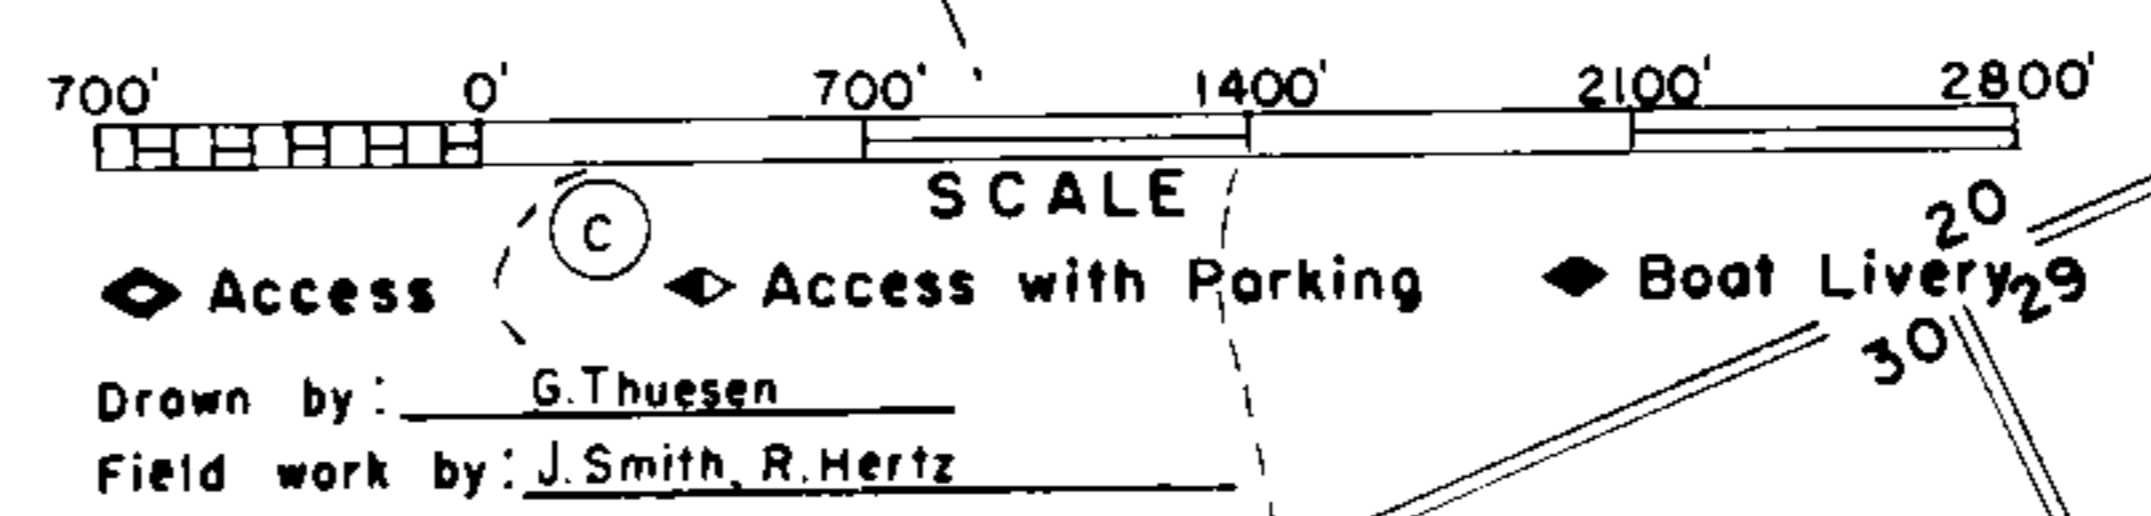 700' 0' 700' 1400' 2100' 2800'
SCALE
C
20
Access Access with Parking Boat Livery 29
30
Drawn by: G.Thuesen
Field work by: J.Smith, R.Hertz